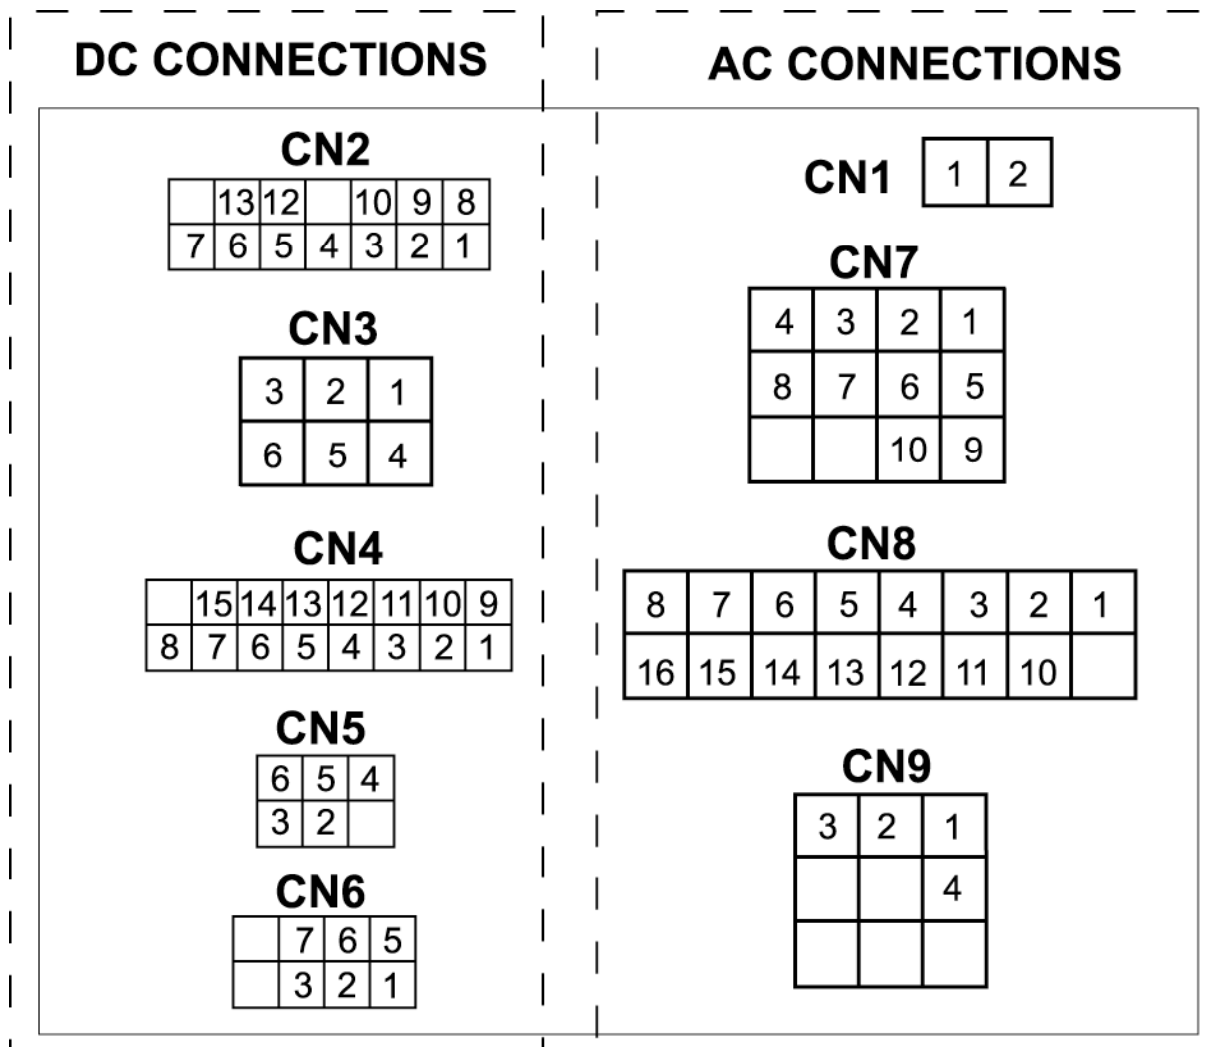 DC CONNECTIONS
CN2
13 12 10 9 8
7 6 5 4 3 2 1
CN3
3 2 1
6 5 4
CN4
15 14 13 12 11 10 9
8 7 6 5 4 3 2 1
CN5
6 5 4
3 2
CN6
7 6 5
3 2 1
AC CONNECTIONS
CN1 1 2
CN7
4 3 2 1
8 7 6 5
10 9
CN8
8 7 6 5 4 3 2 1
16 15 14 13 12 11 10
CN9
3 2 1
4